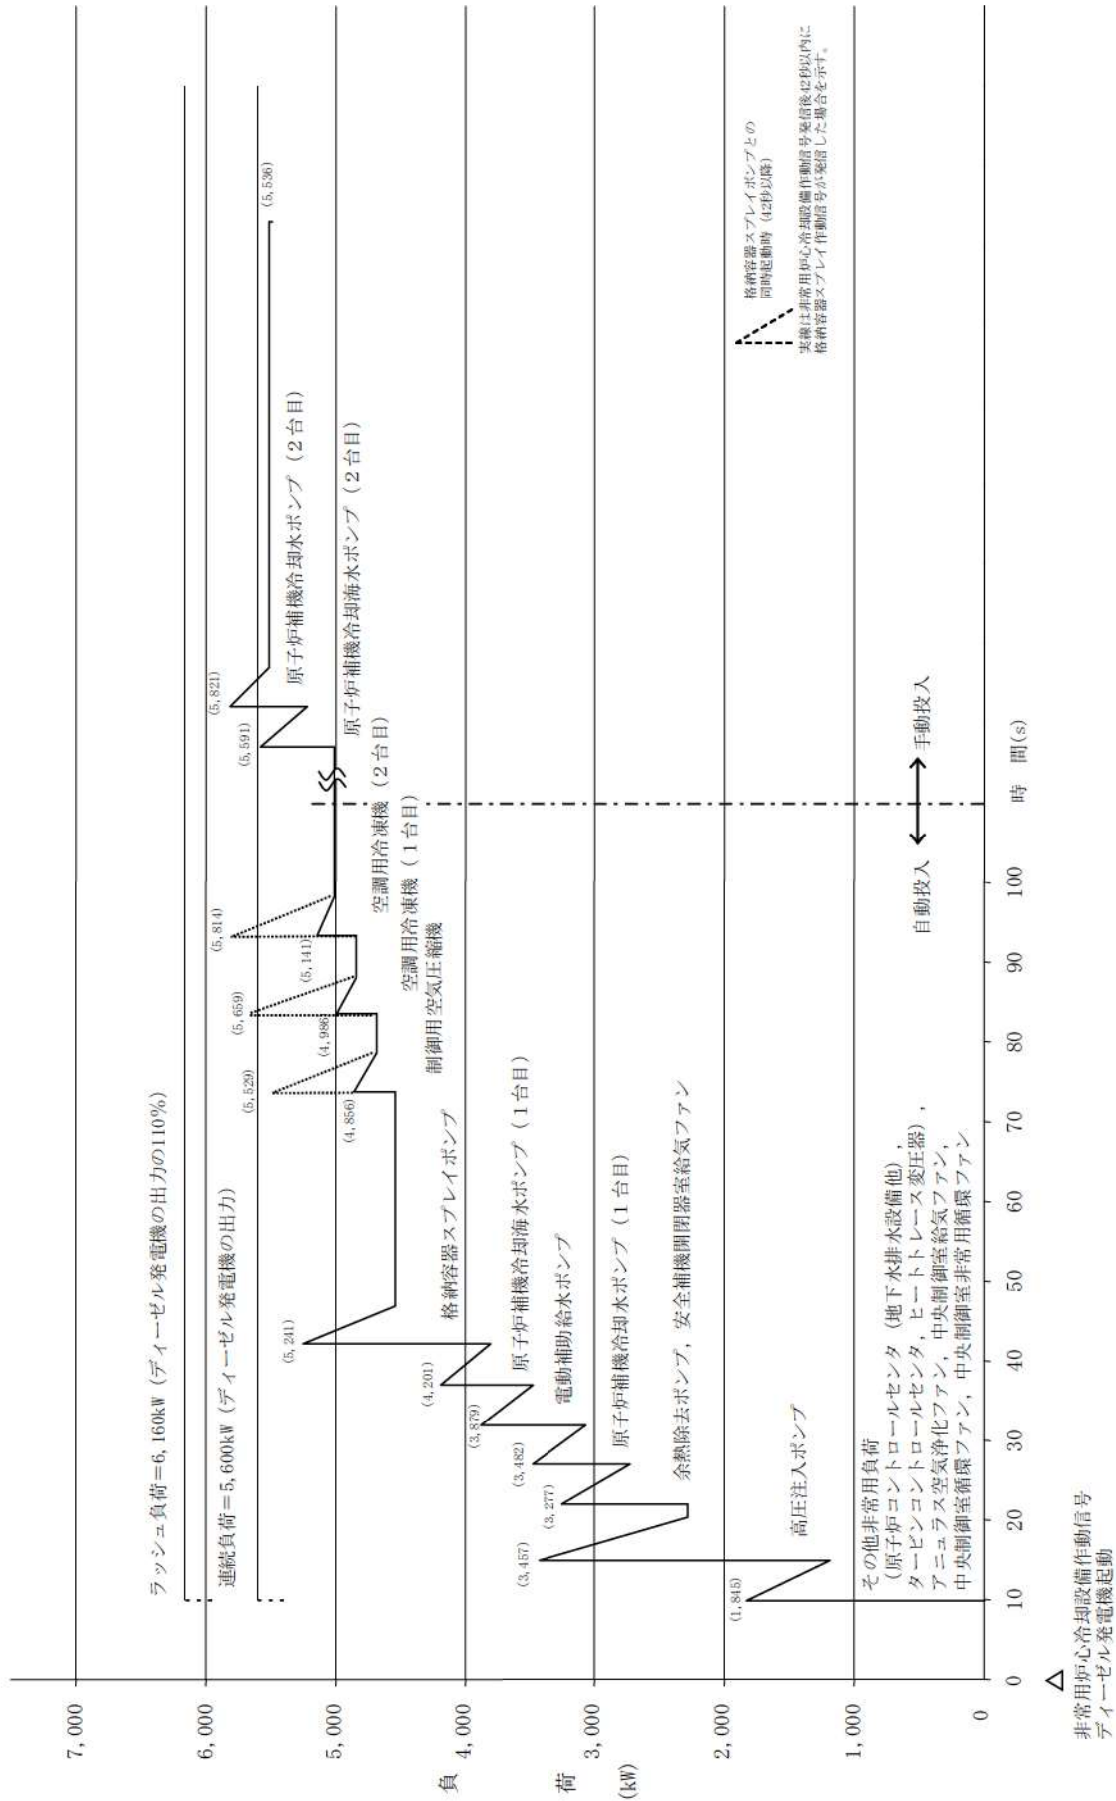 7,000
6,000
5,000
4,000
3,000
2,000
1,000
0
負
荷
(kW)
ラッシュ負荷＝6,160kW（ディーゼル発電機の出力の110％）
連続負荷＝5,600kW（ディーゼル発電機の出力）
(1,845)
(3,457)
(3,277)
(3,482)
(3,879)
(4,201)
(5,241)
(5,529)
(4,856)
(5,659)
(4,986)
(5,814)
(5,141)
(5,591)
(5,821)
(5,536)
その他非常用負荷
（原子炉コントロールセンタ（地下水排水設備他），
タービンコントロールセンタ，ヒートトレース変圧器），
アニュラス空気浄化ファン，中央制御室給気ファン，
中央制御室循環ファン，中央制御室非常用循環ファン
高圧注入ポンプ
余熱除去ポンプ，安全補機開閉器室給気ファン
原子炉補機冷却水ポンプ（１台目）
電動補助給水ポンプ
原子炉補機冷却海水ポンプ（１台目）
格納容器スプレイポンプ
制御用空気圧縮機
空調用冷凍機（１台目）
空調用冷凍機（２台目）
原子炉補機冷却海水ポンプ（２台目）
原子炉補機冷却水ポンプ（２台目）
格納容器スプレイポンプとの
同時起動時（42秒以降）
実線は非常用炉心冷却設備作動信号発信後42秒以内に
格納容器スプレイ作動信号が発信した場合を示す。
自動投入
手動投入
0
10
20
30
40
50
60
70
80
90
100
時　間(s)
非常用炉心冷却設備作動信号
ディーゼル発電機起動